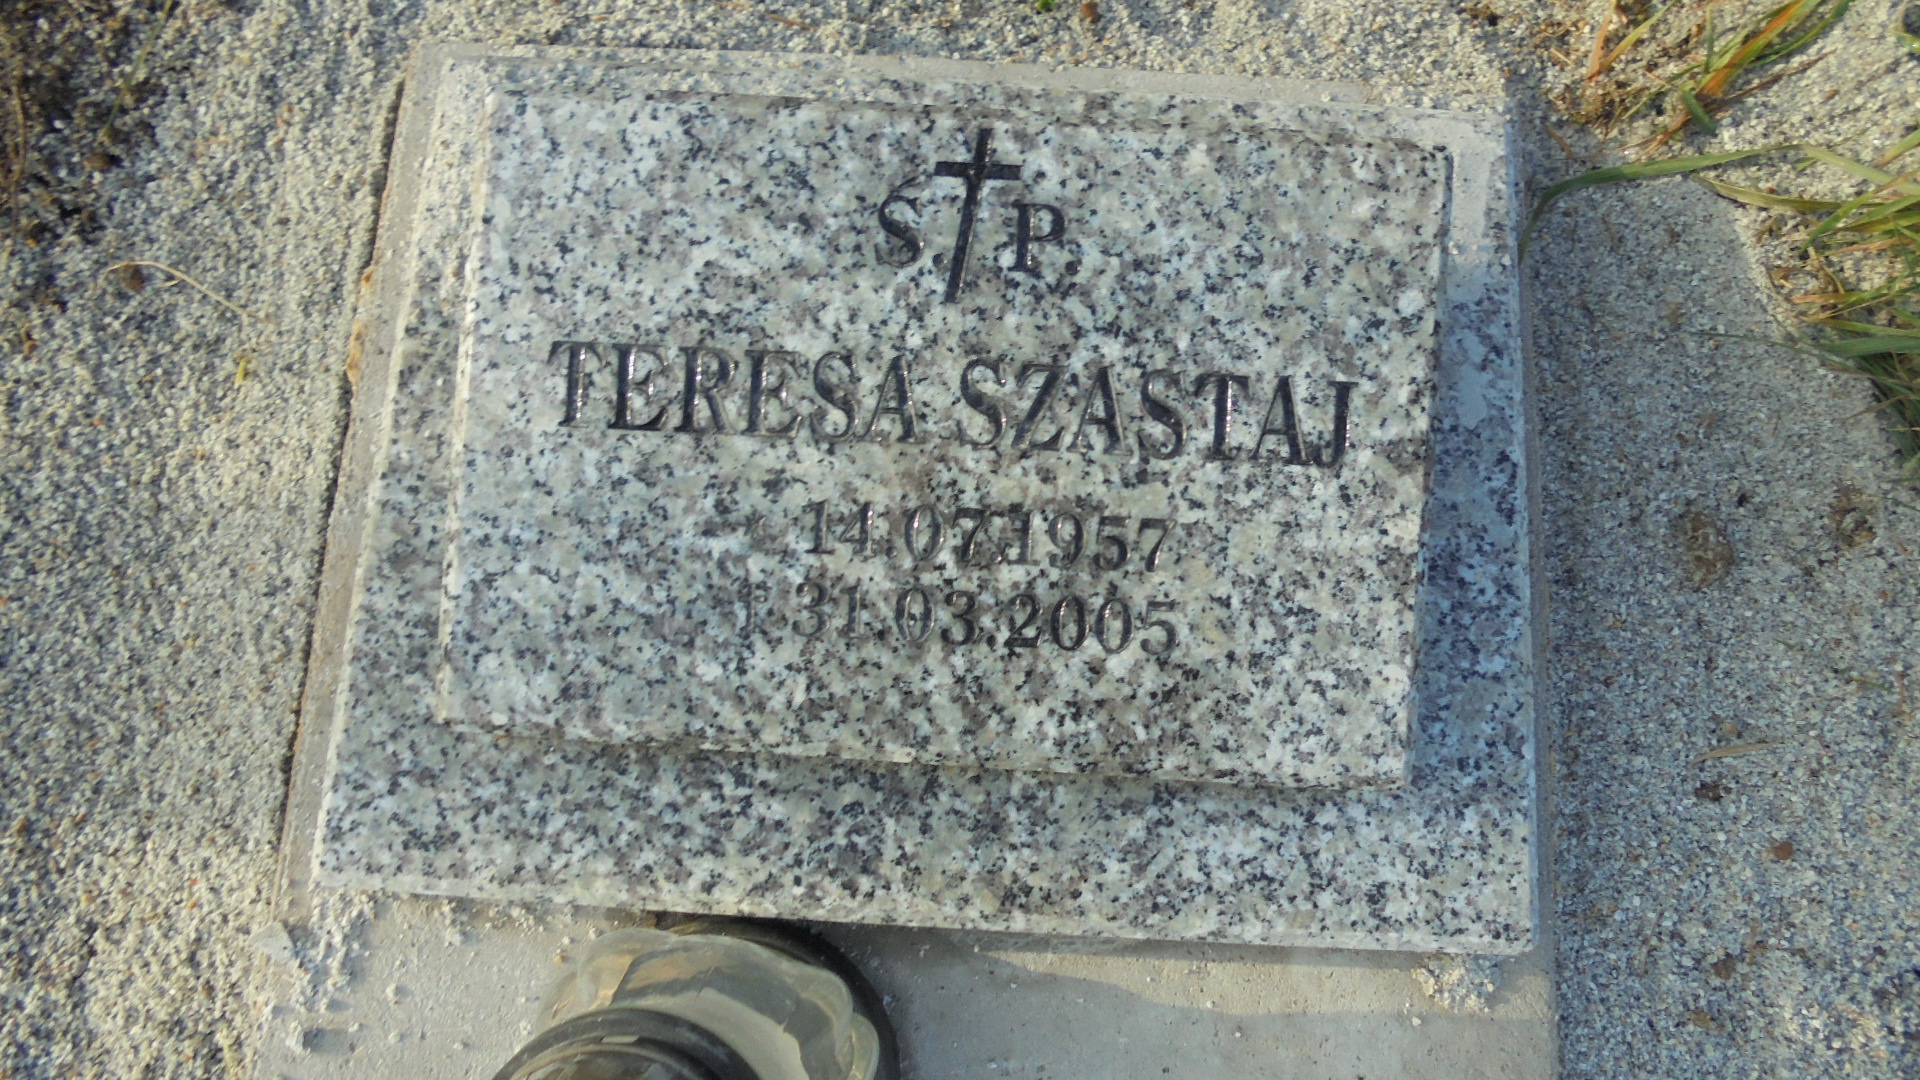 Ś. P.
TERESA SZASTAJ
* 14.07.1957
† 31.03.2005